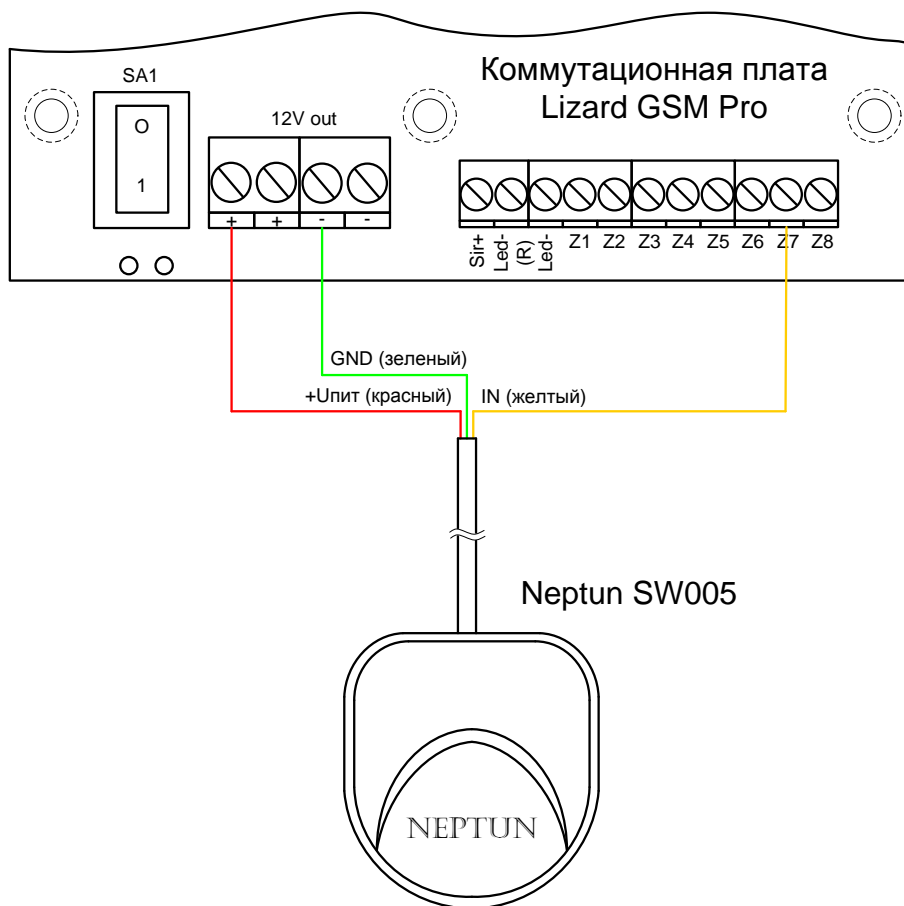 SA1
O
1
12V out
+ + - -
Коммутационная плата
Lizard GSM Pro
Sir+ Led- (R) Led- Z1 Z2 Z3 Z4 Z5 Z6 Z7 Z8
GND (зеленый)
+Uпит (красный) IN (желтый)
Neptun SW005
NEPTUN